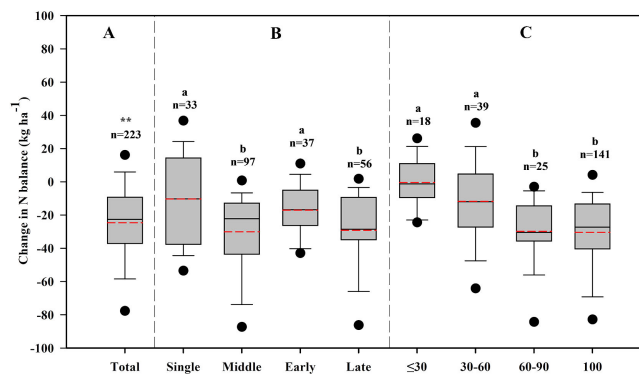 A
B
C
Change in N balance (kg ha⁻¹)
100
80
60
40
20
0
-20
-40
-60
-80
-100
**
n=223
a
n=33
b
n=97
a
n=37
b
n=56
a
n=18
a
n=39
b
n=25
b
n=141
Total
Single
Middle
Early
Late
≤30
30-60
60-90
100